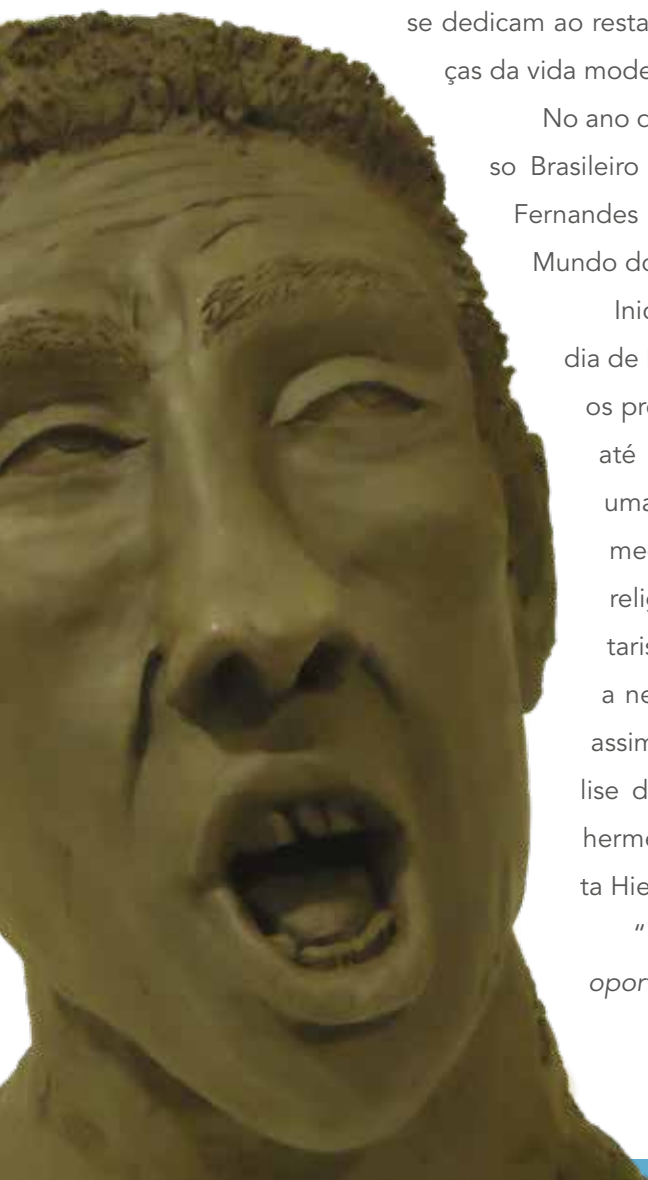 se dedicam ao resta
ças da vida mode
No ano
so Brasileiro
Fernandes
Mundo do
Inic
dia de
os pr
até
uma
me
relig
taris
a ne
assim
lise d
herme
ta Hie
“
opor